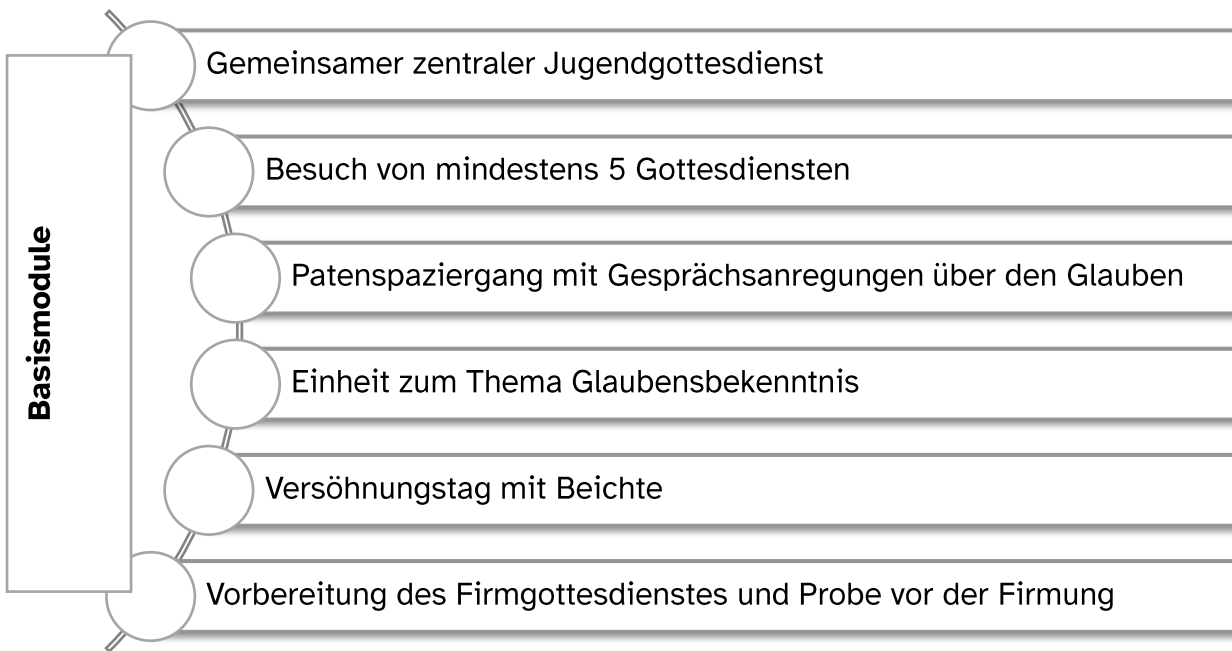 Basismodule
Gemeinsamer zentraler Jugendgottesdienst
Besuch von mindestens 5 Gottesdiensten
Patenspaziergang mit Gesprächsanregungen über den Glauben
Einheit zum Thema Glaubensbekenntnis
Versöhnungstag mit Beichte
Vorbereitung des Firmgottesdienstes und Probe vor der Firmung